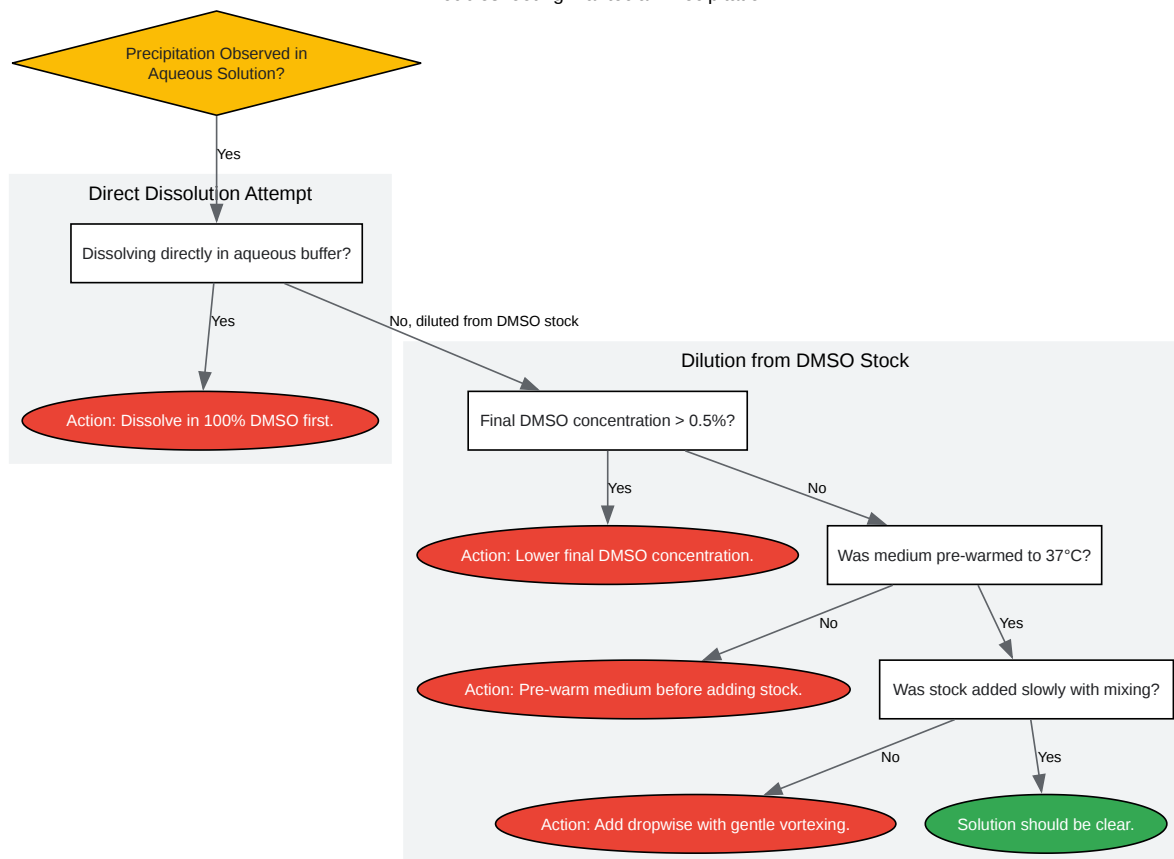 Precipitation Observed in
Aqueous Solution?
Yes
Direct Dissolution Attempt
Dissolving directly in aqueous buffer?
Yes
No, diluted from DMSO stock
Action: Dissolve in 100% DMSO first.
Dilution from DMSO Stock
Final DMSO concentration > 0.5%?
Yes
No
Action: Lower final DMSO concentration.
Was medium pre-warmed to 37°C?
No
Yes
Action: Pre-warm medium before adding stock.
Was stock added slowly with mixing?
No
Yes
Action: Add dropwise with gentle vortexing.
Solution should be clear.